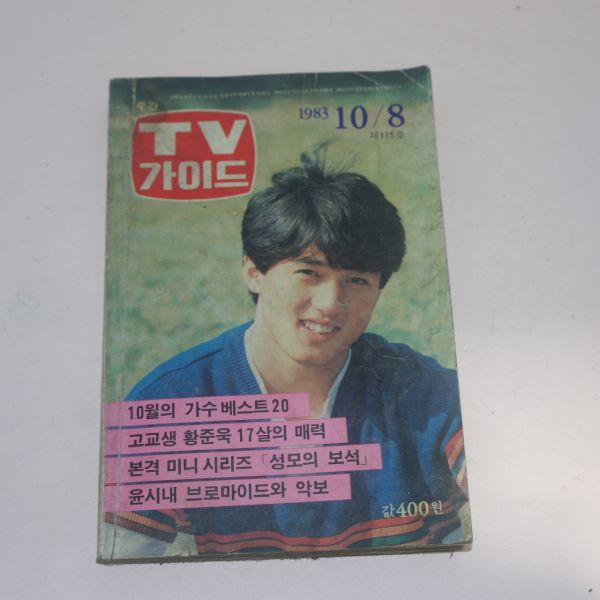 주간
TV
가이드
1983 10/8
제115호
10월의 가수 베스트 20
고교생 황준욱 17살의 매력
본격 미니 시리즈 「성모의 보석」
윤시내 브로마이드와 악보
값400원